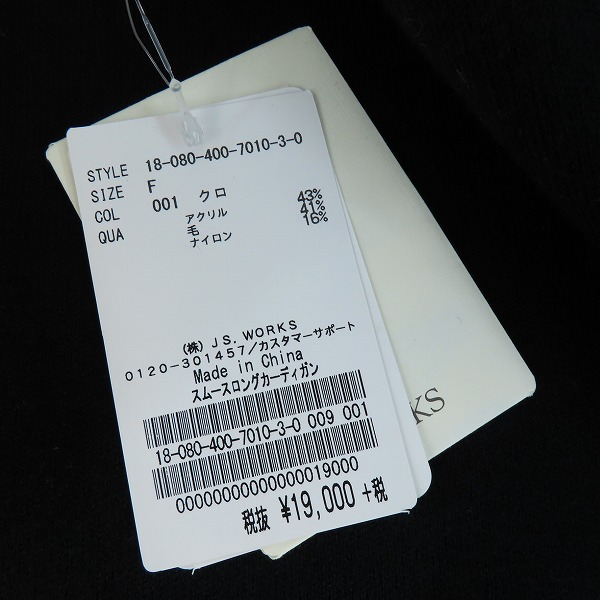 STYLE 18-080-400-7010-3-0
SIZE F
COL 001 クロ
QUA アクリル 43%
毛 41%
ナイロン 16%
(株) JS. WORKS
0120-301457/カスタマーサポート
Made in China
スムースロングカーディガン
18-080-400-7010-3-0 009 001
00000000000000019000
税抜 ¥19,000 +税
KS